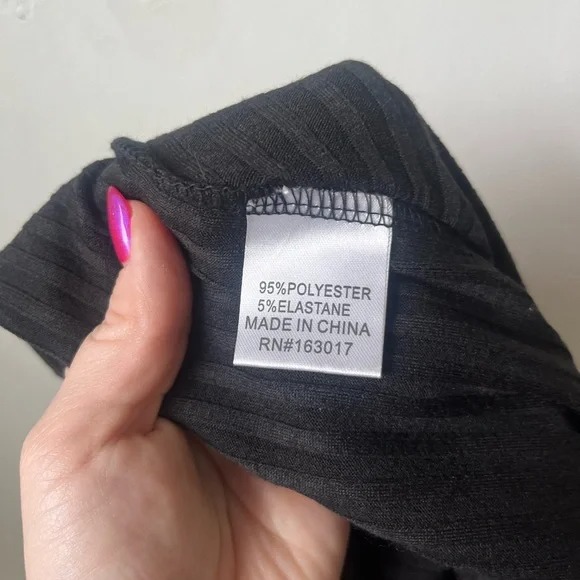 95%POLYESTER
5%ELASTANE
MADE IN CHINA
RN#163017